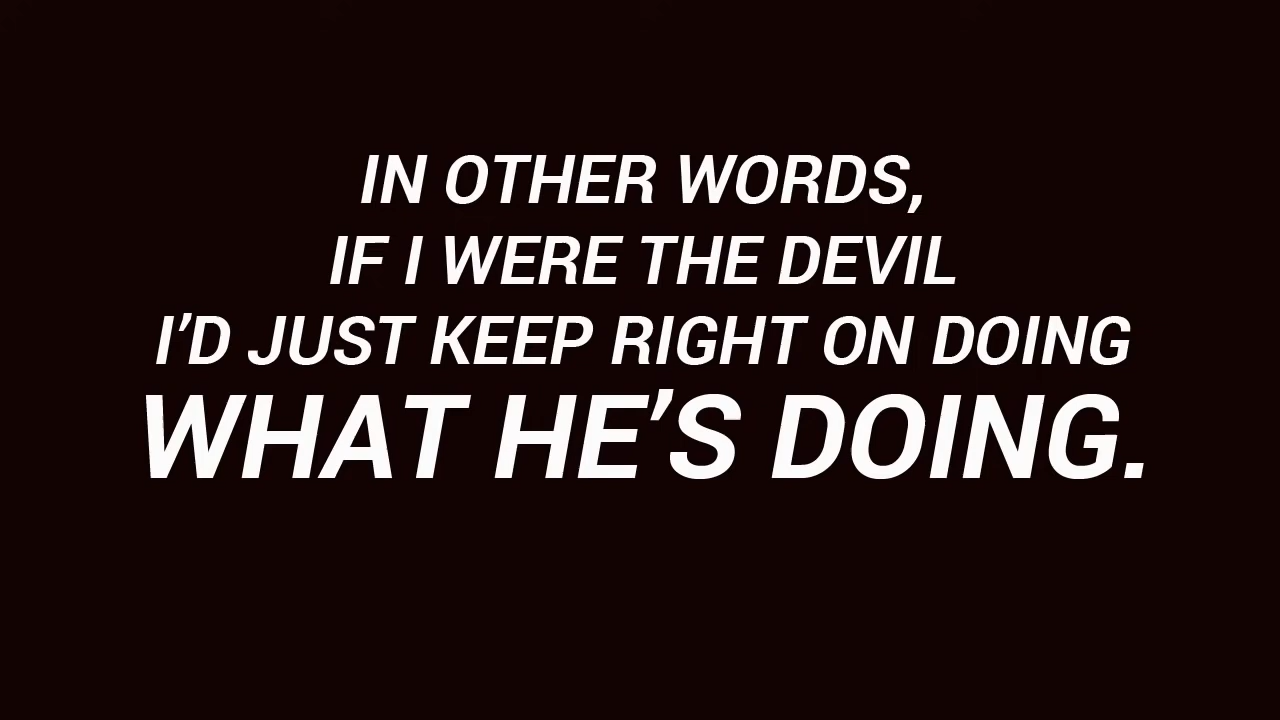 IN OTHER WORDS,
IF I WERE THE DEVIL
I’D JUST KEEP RIGHT ON DOING
WHAT HE’S DOING.